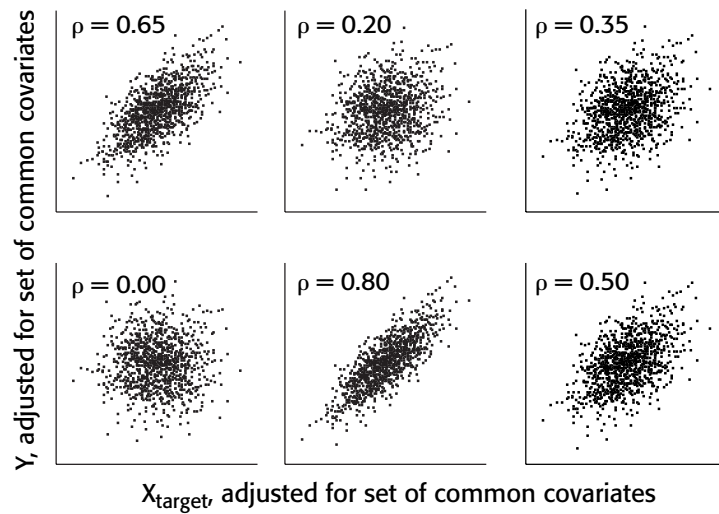 ρ = 0.65
ρ = 0.20
ρ = 0.35
Y, adjusted for set of common covariates
ρ = 0.00
ρ = 0.80
ρ = 0.50
Xtarget, adjusted for set of common covariates